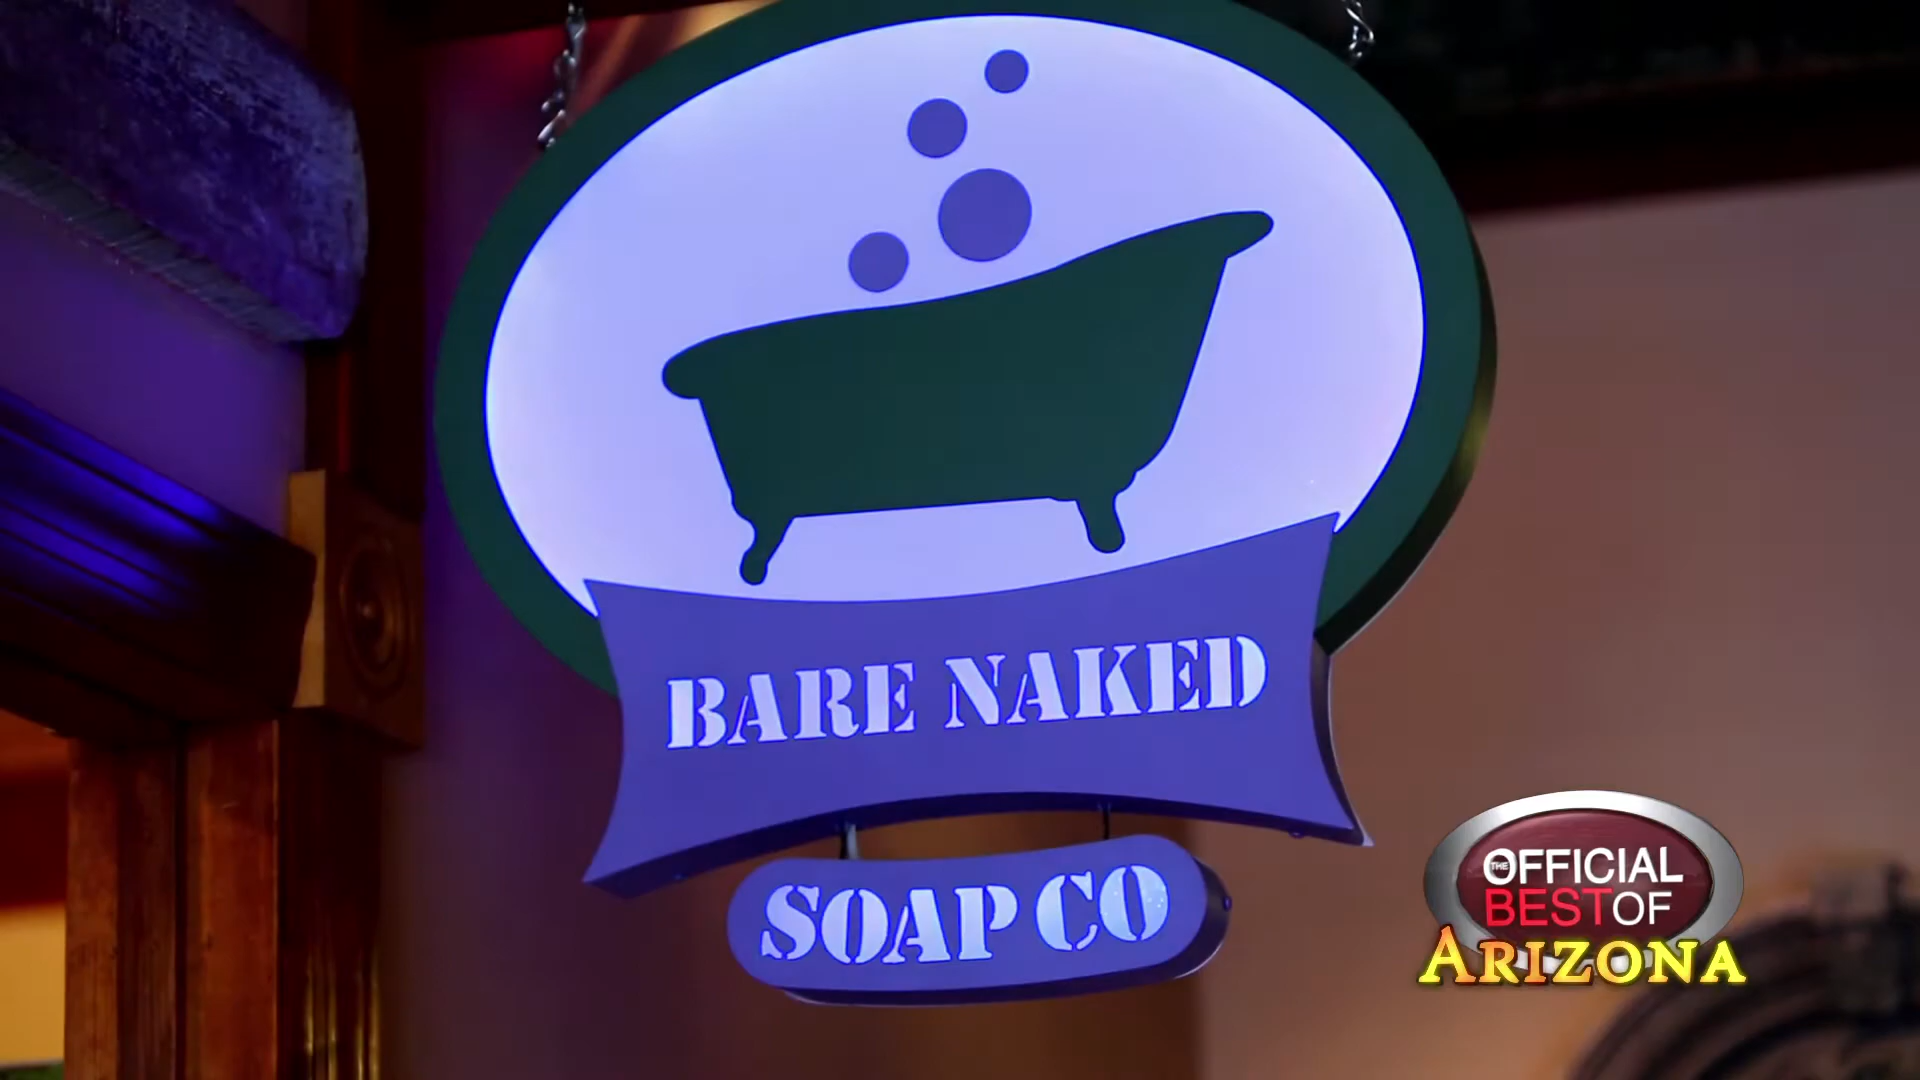 BARE NAKED
SOAP CO
THE OFFICIAL
BEST OF
ARIZONA